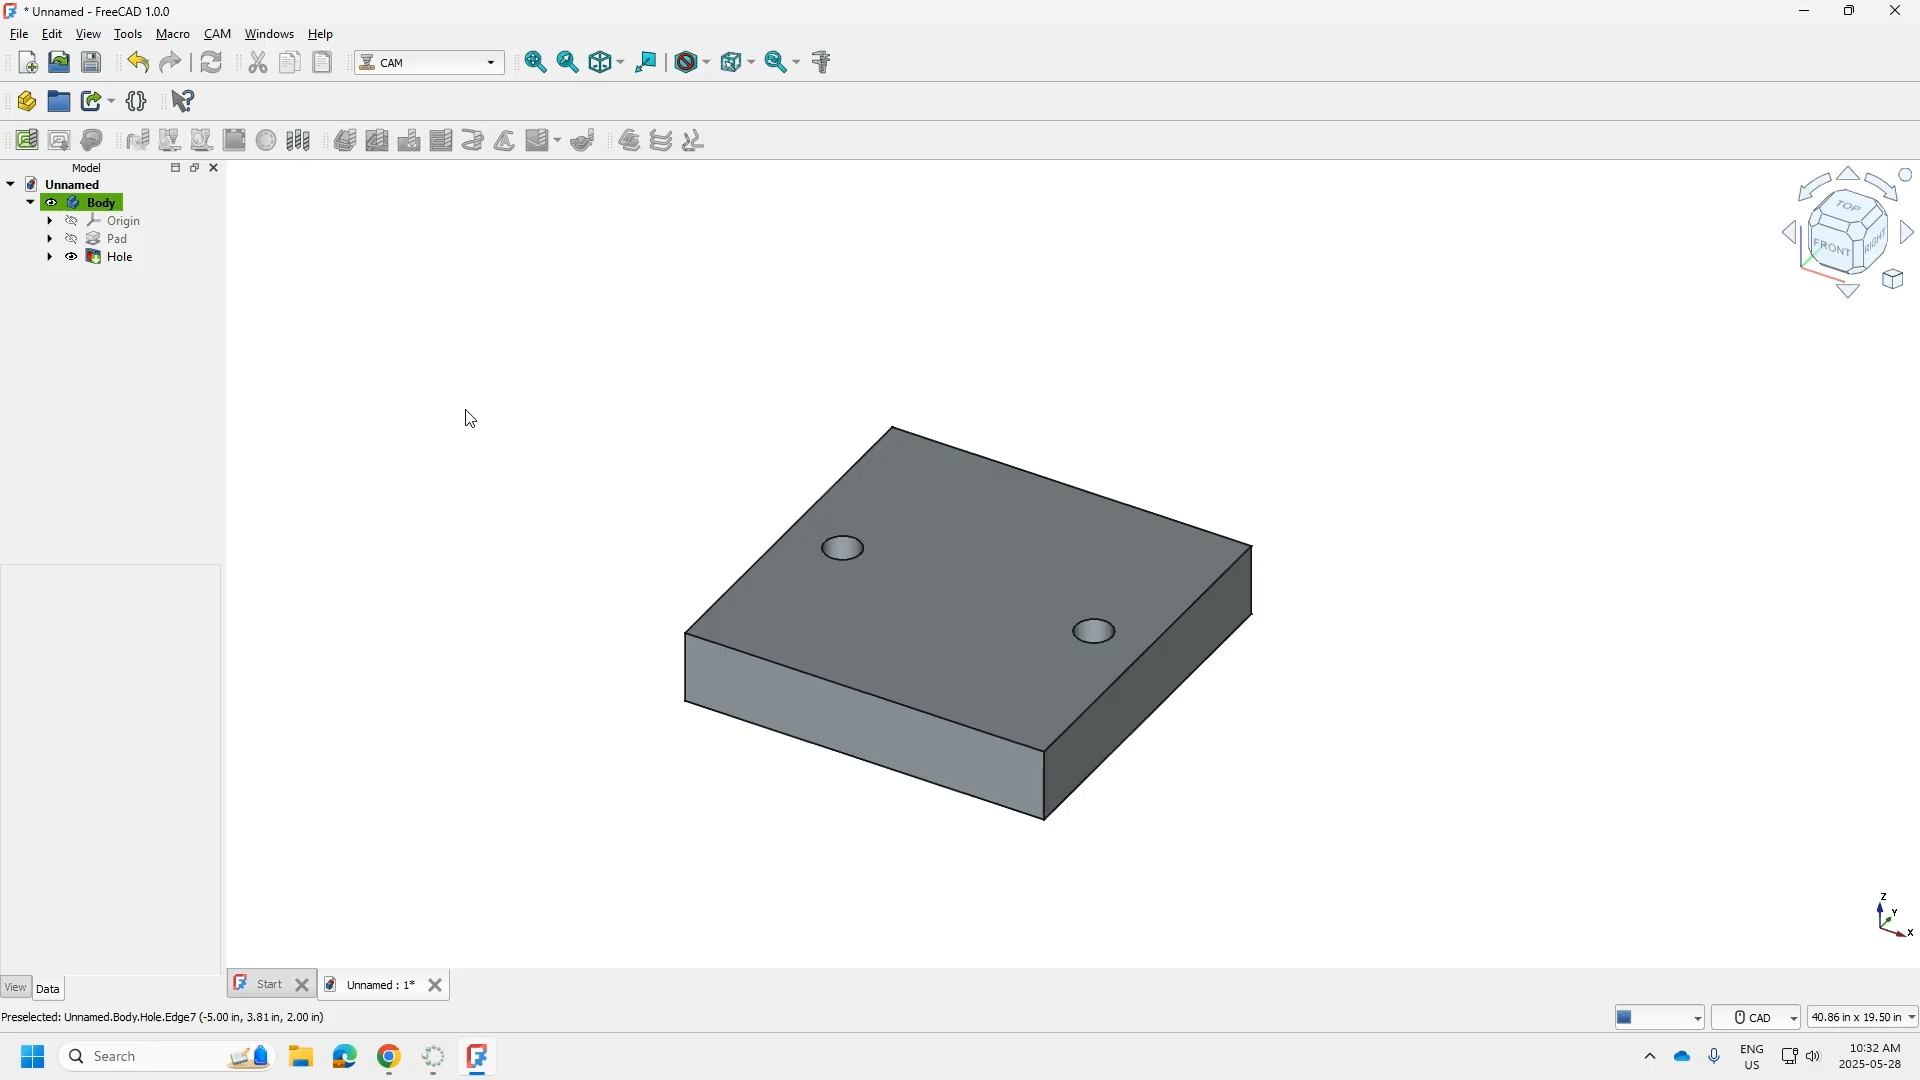 * Unnamed - FreeCAD 1.0.0
File Edit View Tools Macro CAM Windows Help
CAM
Model
Unnamed
Body
Origin
Pad
Hole
TOP
FRONT
RIGHT
Z
Y
X
View Data
Start
Unnamed : 1*
Preselected: Unnamed.Body.Hole.Edge7 (-5.00 in, 3.81 in, 2.00 in)
CAD
40.86 in x 19.50 in
Search
ENG
US
10:32 AM
2025-05-28